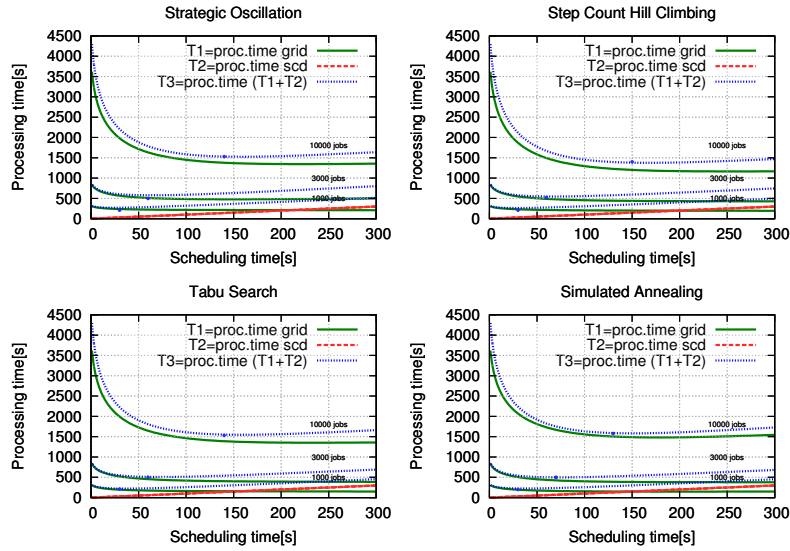 Strategic Oscillation
Processing time[s]
4500
4000
3500
3000
2500
2000
1500
1000
500
0
T1=proc.time grid
T2=proc.time scd
T3=proc.time (T1+T2)
10000 jobs
3000 jobs
1000 jobs
0 50 100 150 200 250 300
Scheduling time[s]
Step Count Hill Climbing
Processing time[s]
4500
4000
3500
3000
2500
2000
1500
1000
500
0
T1=proc.time grid
T2=proc.time scd
T3=proc.time (T1+T2)
10000 jobs
3000 jobs
1000 jobs
0 50 100 150 200 250 300
Scheduling time[s]
Tabu Search
Processing time[s]
4500
4000
3500
3000
2500
2000
1500
1000
500
0
T1=proc.time grid
T2=proc.time scd
T3=proc.time (T1+T2)
10000 jobs
3000 jobs
1000 jobs
0 50 100 150 200 250 300
Scheduling time[s]
Simulated Annealing
Processing time[s]
4500
4000
3500
3000
2500
2000
1500
1000
500
0
T1=proc.time grid
T2=proc.time scd
T3=proc.time (T1+T2)
10000 jobs
3000 jobs
1000 jobs
0 50 100 150 200 250 300
Scheduling time[s]